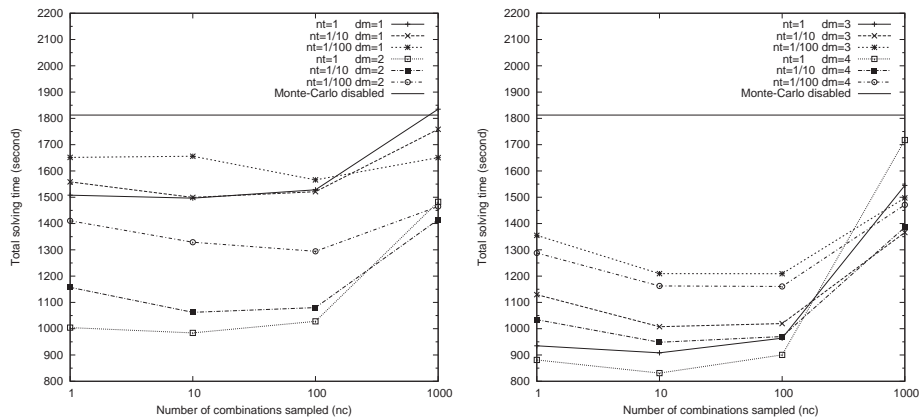 2200
2100
2000
1900
1800
1700
1600
1500
1400
1300
1200
1100
1000
900
800
1 10 100 1000
Total solving time (second)
Number of combinations sampled (nc)
nt=1 dm=1
nt=1/10 dm=1
nt=1/100 dm=1
nt=1 dm=2
nt=1/10 dm=2
nt=1/100 dm=2
Monte-Carlo disabled
2200
2100
2000
1900
1800
1700
1600
1500
1400
1300
1200
1100
1000
900
800
1 10 100 1000
Total solving time (second)
Number of combinations sampled (nc)
nt=1 dm=3
nt=1/10 dm=3
nt=1/100 dm=3
nt=1 dm=4
nt=1/10 dm=4
nt=1/100 dm=4
Monte-Carlo disabled